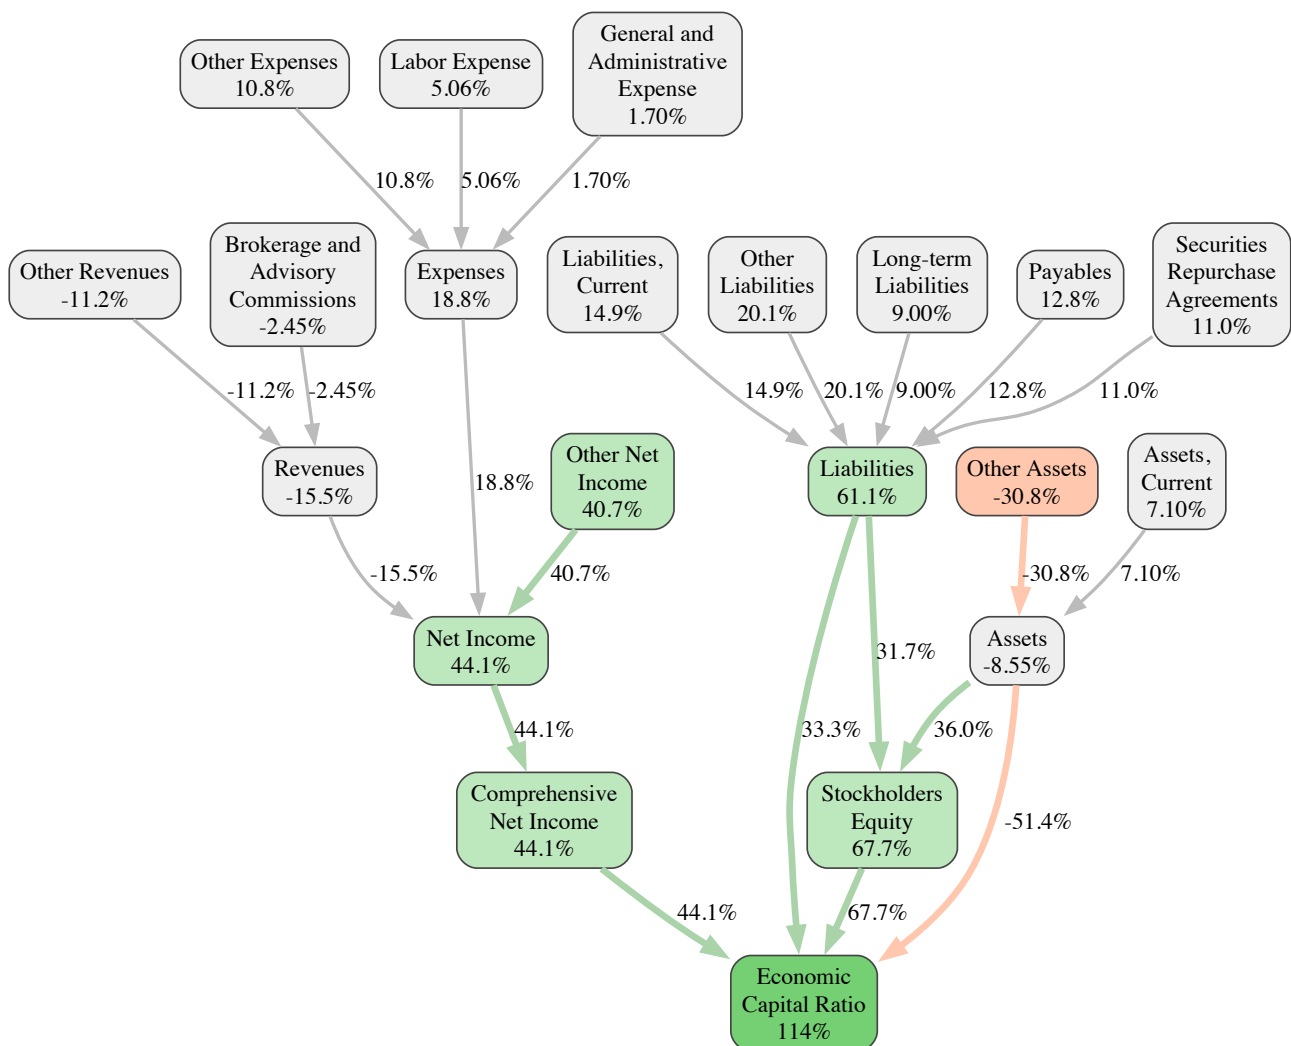 Other Expenses
10.8%
Labor Expense
5.06%
General and
Administrative
Expense
1.70%
10.8%
5.06%
1.70%
Other Revenues
-11.2%
Brokerage and
Advisory
Commissions
-2.45%
Expenses
18.8%
Liabilities,
Current
14.9%
Other
Liabilities
20.1%
Long-term
Liabilities
9.00%
Payables
12.8%
Securities
Repurchase
Agreements
11.0%
-11.2%
-2.45%
14.9%
20.1%
9.00%
12.8%
11.0%
Revenues
-15.5%
18.8%
Other Net
Income
40.7%
Liabilities
61.1%
Other Assets
-30.8%
Assets,
Current
7.10%
-15.5%
40.7%
-30.8%
7.10%
Net Income
44.1%
31.7%
Assets
-8.55%
44.1%
33.3%
36.0%
Comprehensive
Net Income
44.1%
Stockholders
Equity
67.7%
-51.4%
44.1%
67.7%
Economic
Capital Ratio
114%